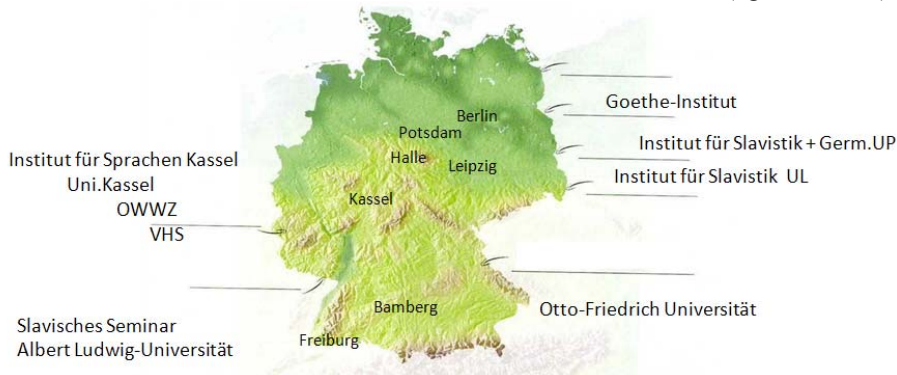 Goethe-Institut
Berlin
Potsdam
Institut für Slavistik + Germ.UP
Halle
Leipzig
Institut für Sprachen Kassel
Uni.Kassel
Institut für Slavistik UL
Kassel
OWWZ
VHS
Bamberg
Otto-Friedrich Universität
Slavisches Seminar
Albert Ludwig-Universität
Freiburg